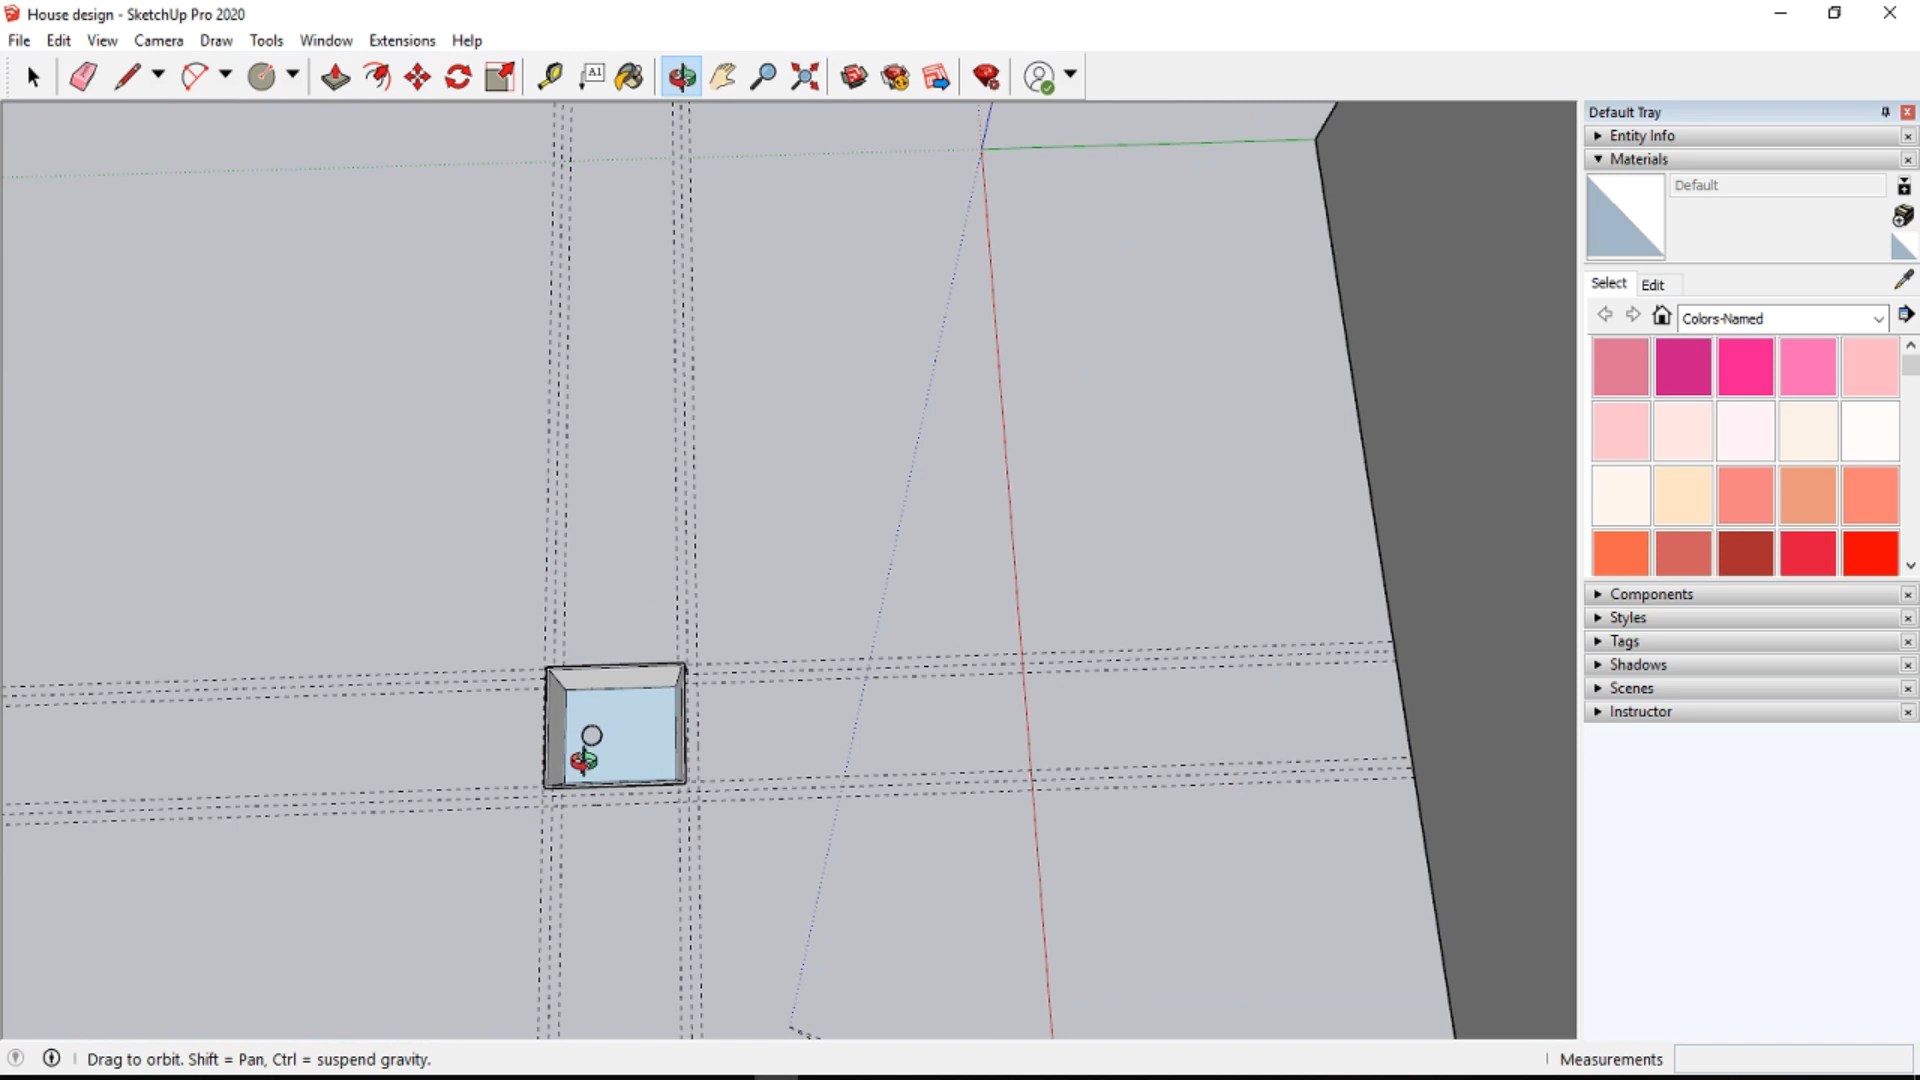 House design - SketchUp Pro 2020
File Edit View Camera Draw Tools Window Extensions Help
A1
Default Tray
Entity Info
Materials
Default
Select Edit
Colors-Named
Components
Styles
Tags
Shadows
Scenes
Instructor
Drag to orbit. Shift = Pan, Ctrl = suspend gravity.
Measurements